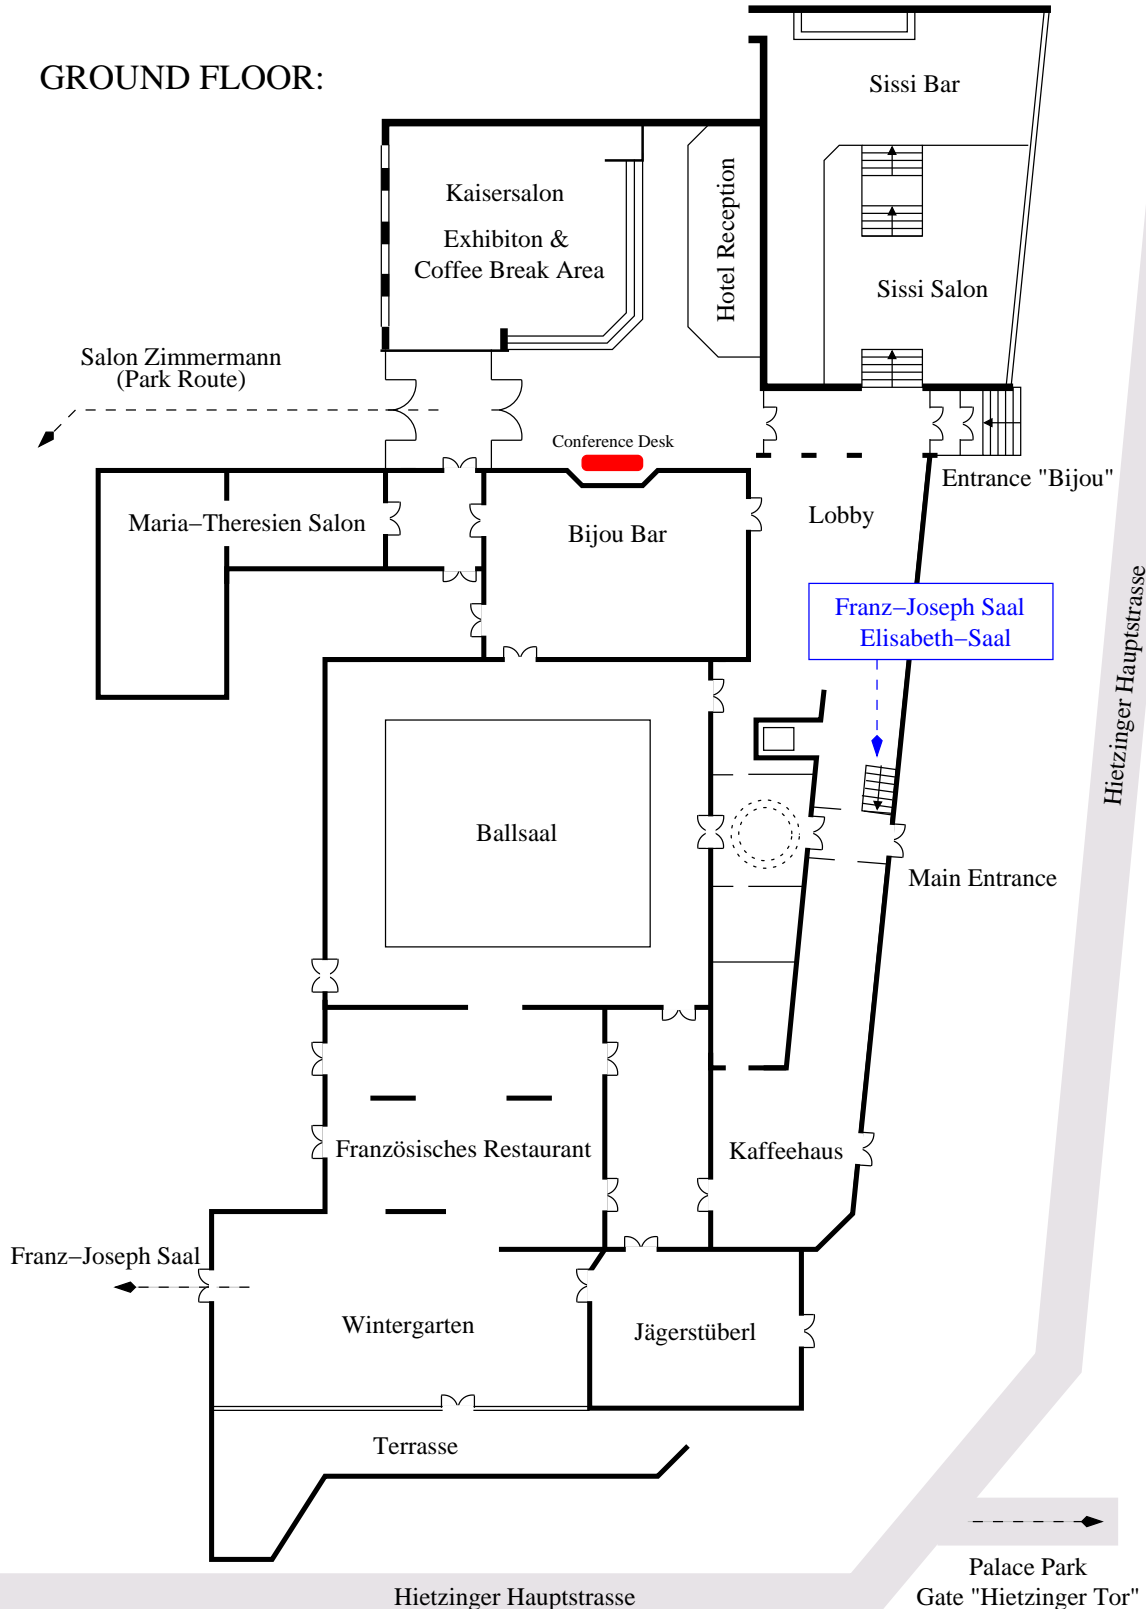 GROUND FLOOR:
Sissi Bar
Kaisersalon
Exhibiton &
Coffee Break Area
Hotel Reception
Sissi Salon
Salon Zimmermann
(Park Route)
Conference Desk
Entrance "Bijou"
Maria–Theresien Salon
Bijou Bar
Lobby
Franz–Joseph Saal
Elisabeth–Saal
Hietzinger Hauptstrasse
Ballsaal
Main Entrance
Französisches Restaurant
Kaffeehaus
Franz–Joseph Saal
Wintergarten
Jägerstüberl
Terrasse
Palace Park
Gate "Hietzinger Tor"
Hietzinger Hauptstrasse